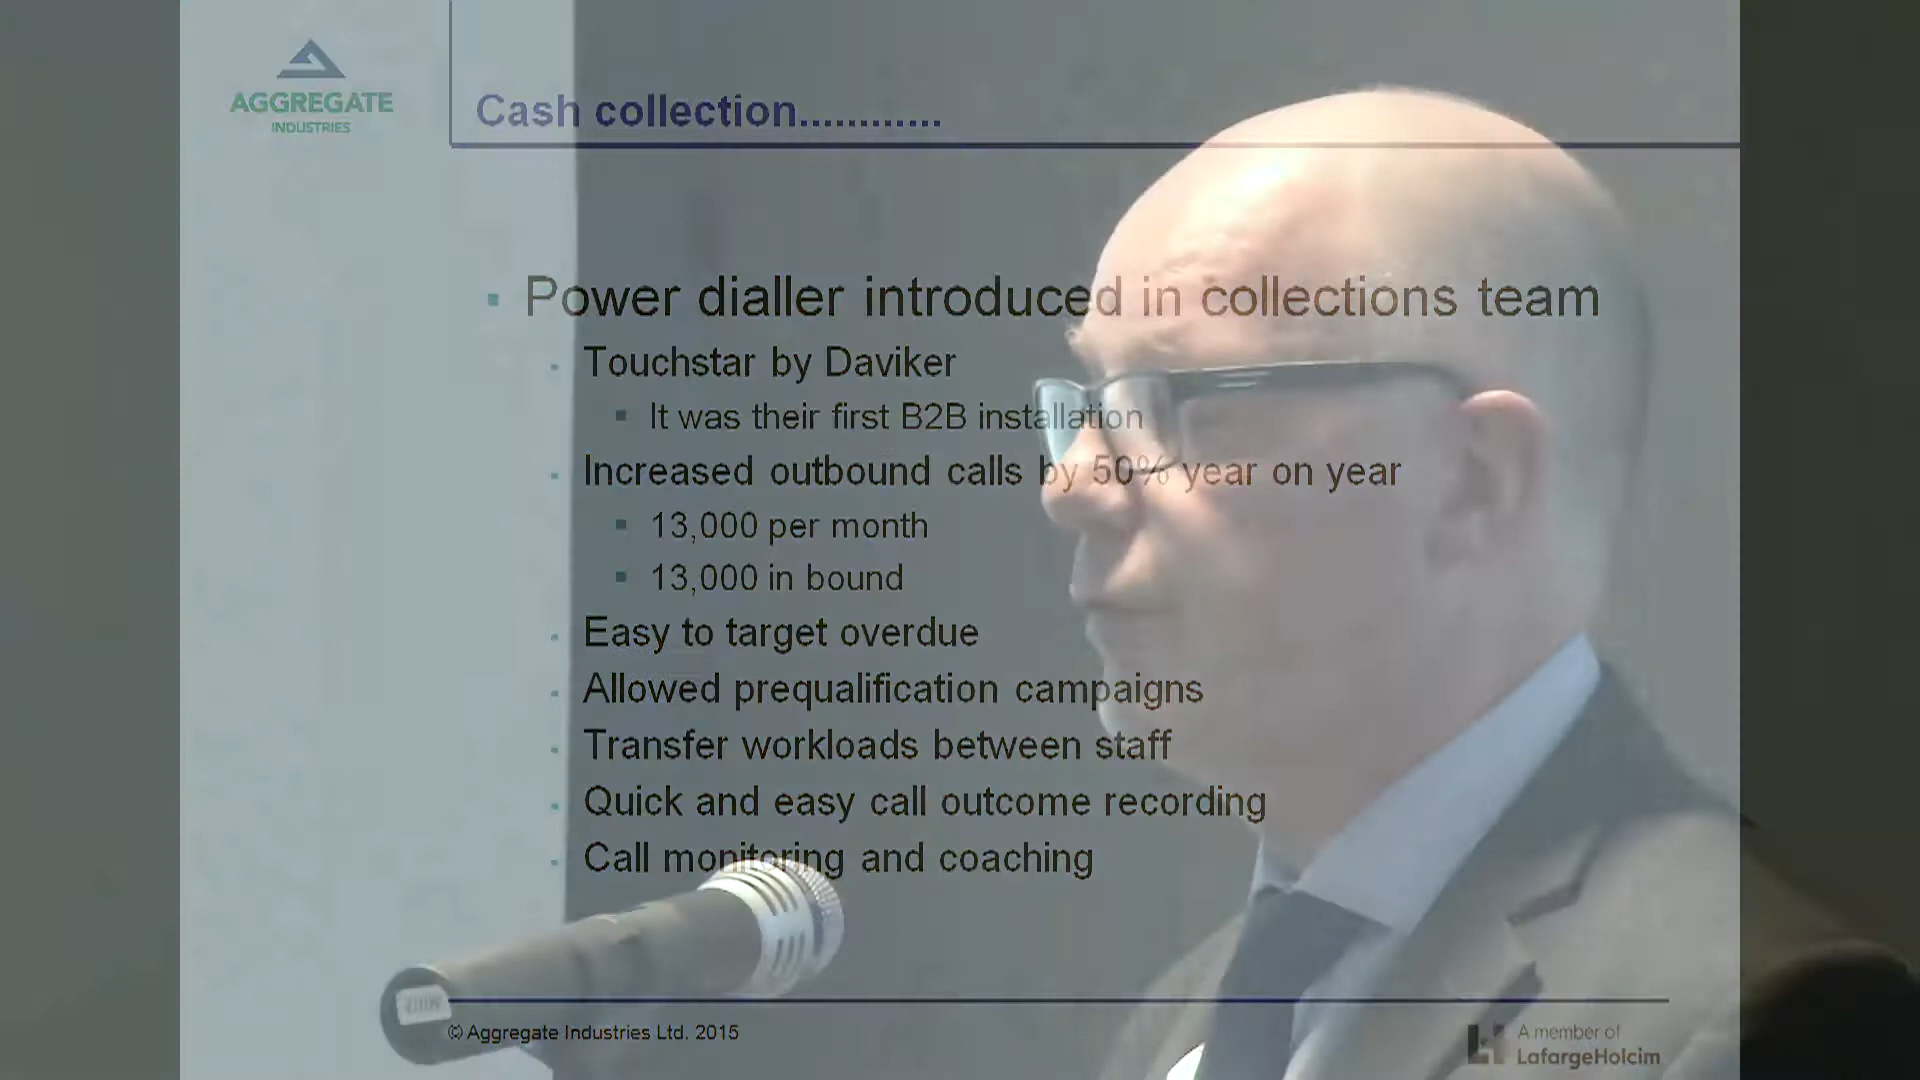 AGGREGATE
INDUSTRIES
Cash collection............
Power dialler introduced in collections team
Touchstar by Daviker
It was their first B2B installation
Increased outbound calls by 50% year on year
13,000 per month
13,000 in bound
Easy to target overdue
Allowed prequalification campaigns
Transfer workloads between staff
Quick and easy call outcome recording
Call monitoring and coaching
© Aggregate Industries Ltd. 2015
A member of
LafargeHolcim